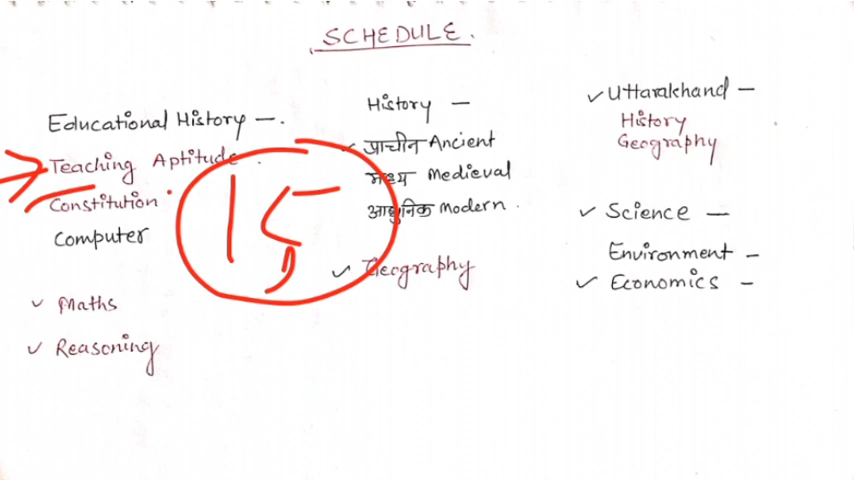 SCHEDULE.
Educational History —.
Teaching Aptitude.
Constitution
Computer
✓ Maths
✓ Reasoning
15
History —
✓ प्राचीन Ancient
मध्य Medieval
आधुनिक Modern.
✓ Geography
✓ Uttarakhand —
History
Geography
✓ Science —
Environment —
✓ Economics —